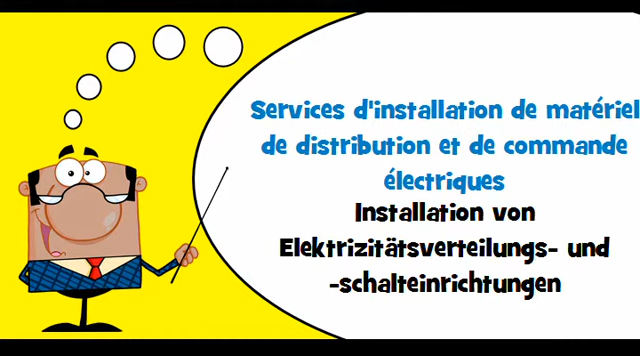 Services d'installation de matériel
de distribution et de commande
électriques
Installation von
Elektrizitätsverteilungs- und
-schalteinrichtungen